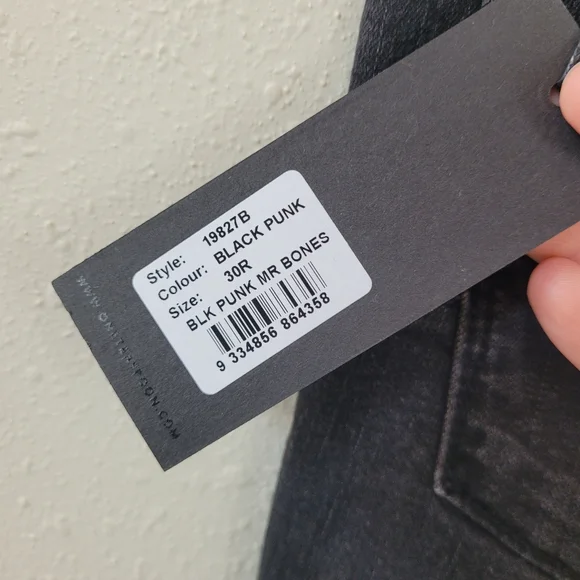 Style: 19827B
Colour: BLACK PUNK
Size: 30R
BLK PUNK MR BONES
9 334856 864358